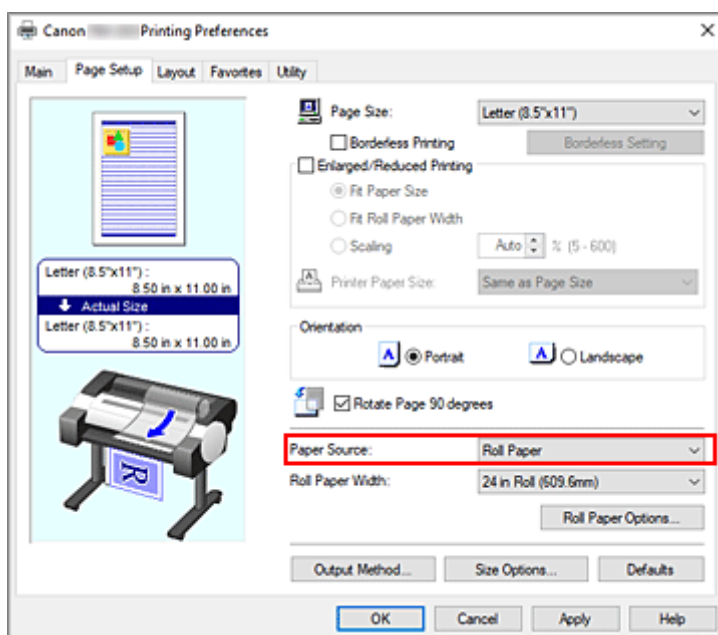 Canon Printing Preferences
Main Page Setup Layout Favorites Utility
Page Size: Letter (8.5"x11")
Borderless Printing Borderless Setting
Enlarged/Reduced Printing
Fit Paper Size
Fit Roll Paper Width
Scaling Auto % (5 - 600)
Printer Paper Size: Same as Page Size
Letter (8.5"x11") :
8.50 in x 11.00 in
Actual Size
Letter (8.5"x11") :
8.50 in x 11.00 in
Orientation
A Portrait A Landscape
Rotate Page 90 degrees
Paper Source: Roll Paper
Roll Paper Width: 24 in Roll (609.6mm)
R
Roll Paper Options...
Output Method... Size Options... Defaults
OK Cancel Apply Help